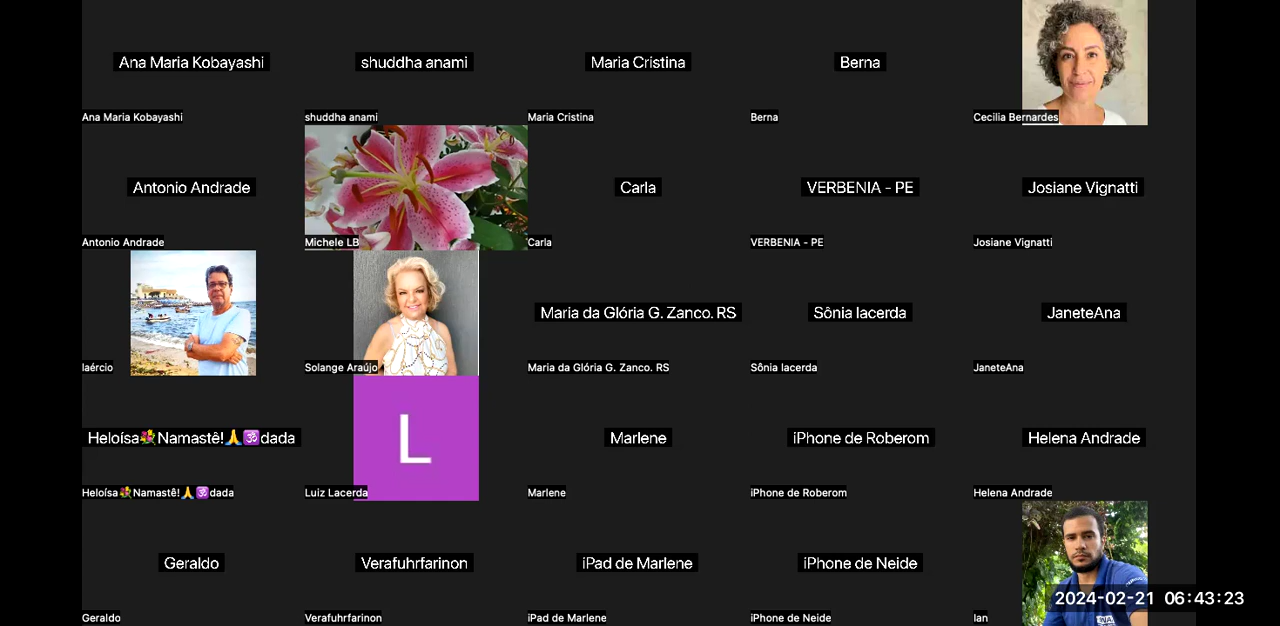 Ana Maria Kobayashi
shuddha anami
Maria Cristina
Berna
Ana Maria Kobayashi
shuddha anami
Maria Cristina
Berna
Cecilia Bernardes
Antonio Andrade
Carla
VERBENIA - PE
Josiane Vignatti
Antonio Andrade
Michele LB
Carla
VERBENIA - PE
Josiane Vignatti
Maria da Glória G. Zanco. RS
Sônia lacerda
JaneteAna
laércio
Solange Araújo
Maria da Glória G. Zanco. RS
Sônia lacerda
JaneteAna
Heloísa💐Namastê!🙏🕉dada
L
Marlene
iPhone de Roberom
Helena Andrade
Heloísa💐Namastê!🙏🕉dada
Luiz Lacerda
Marlene
iPhone de Roberom
Helena Andrade
Geraldo
Verafuhrfarinon
iPad de Marlene
iPhone de Neide
2024-02-21 06:43:23
Geraldo
Verafuhrfarinon
iPad de Marlene
iPhone de Neide
Ian